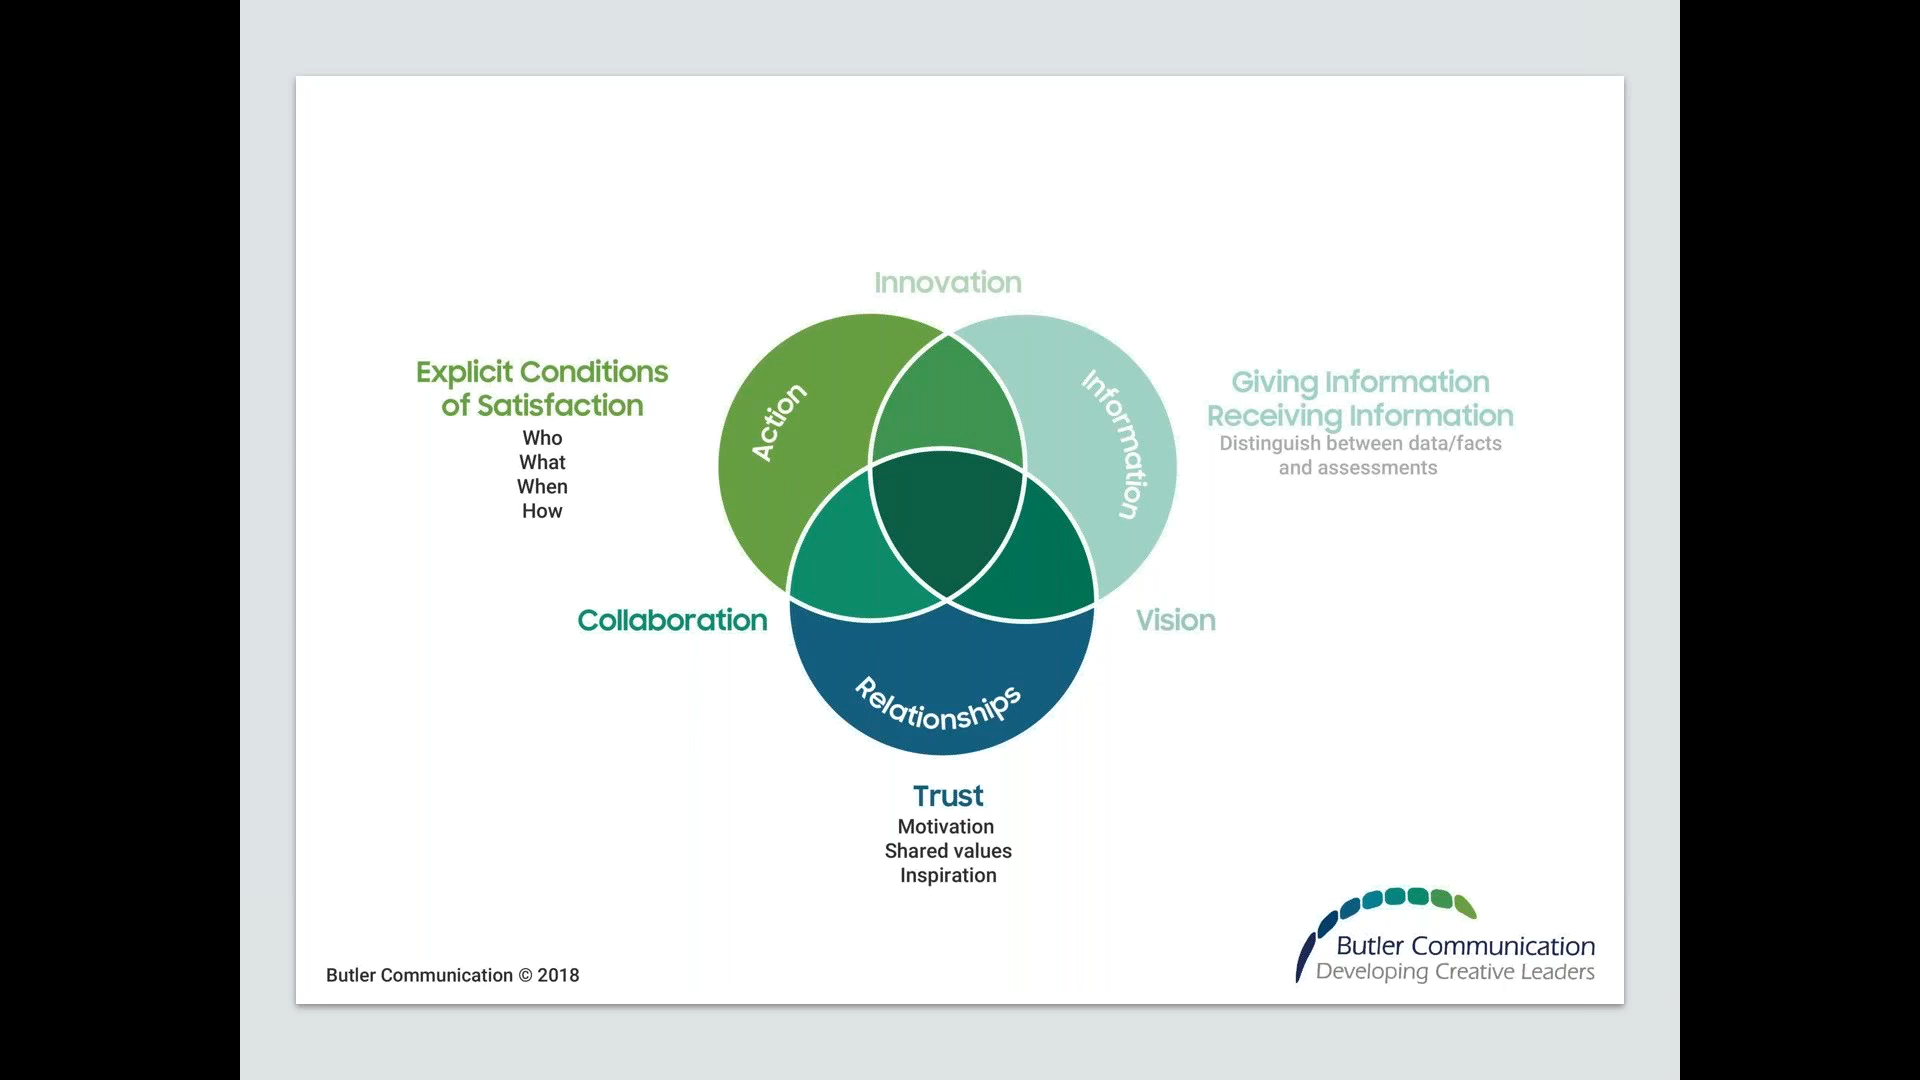 Innovation
Explicit Conditions
of Satisfaction
Who
What
When
How
Action
Information
Giving Information
Receiving Information
Distinguish between data/facts
and assessments
Collaboration
Vision
Relationships
Trust
Motivation
Shared values
Inspiration
Butler Communication
Developing Creative Leaders
Butler Communication © 2018